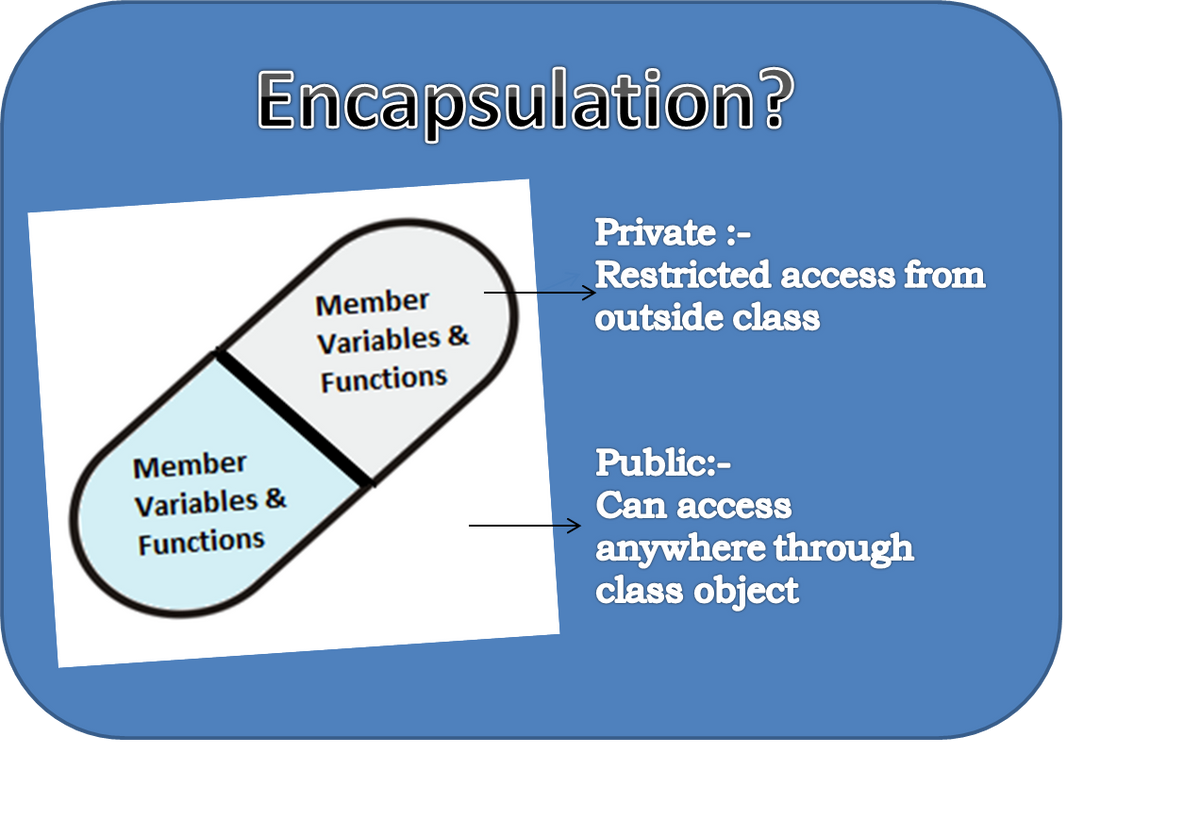 Encapsulation?
Member
Variables &
Functions
Private :-
Restricted access from
outside class
Member
Variables &
Functions
Public:-
Can access
anywhere through
class object